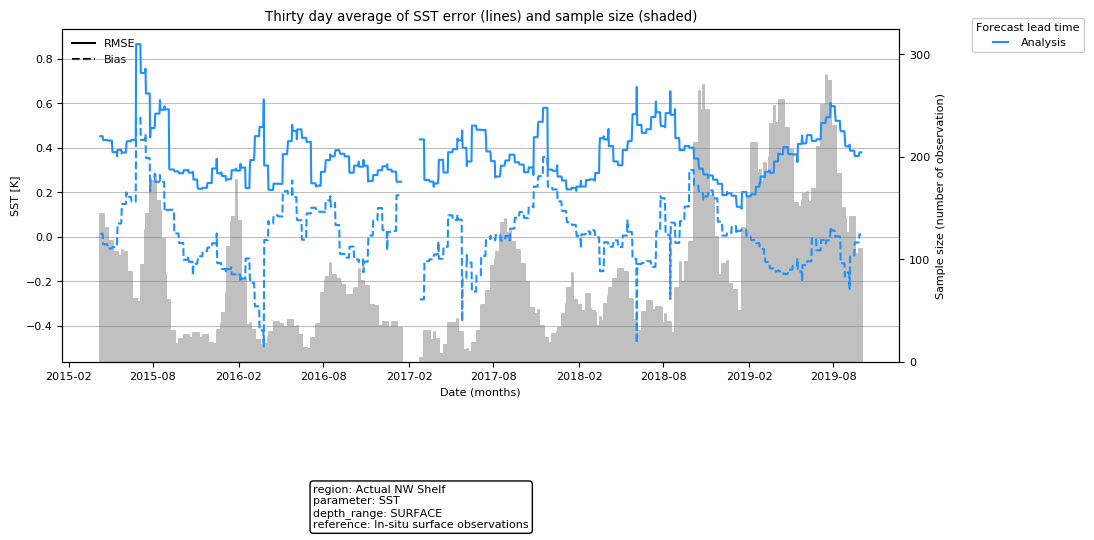 Thirty day average of SST error (lines) and sample size (shaded)
Forecast lead time
Analysis
RMSE
Bias
0.8
0.6
0.4
0.2
0.0
−0.2
−0.4
SST [K]
300
200
100
0
Sample size (number of observation)
2015-02
2015-08
2016-02
2016-08
2017-02
2017-08
2018-02
2018-08
2019-02
2019-08
Date (months)
region: Actual NW Shelf
parameter: SST
depth_range: SURFACE
reference: In-situ surface observations